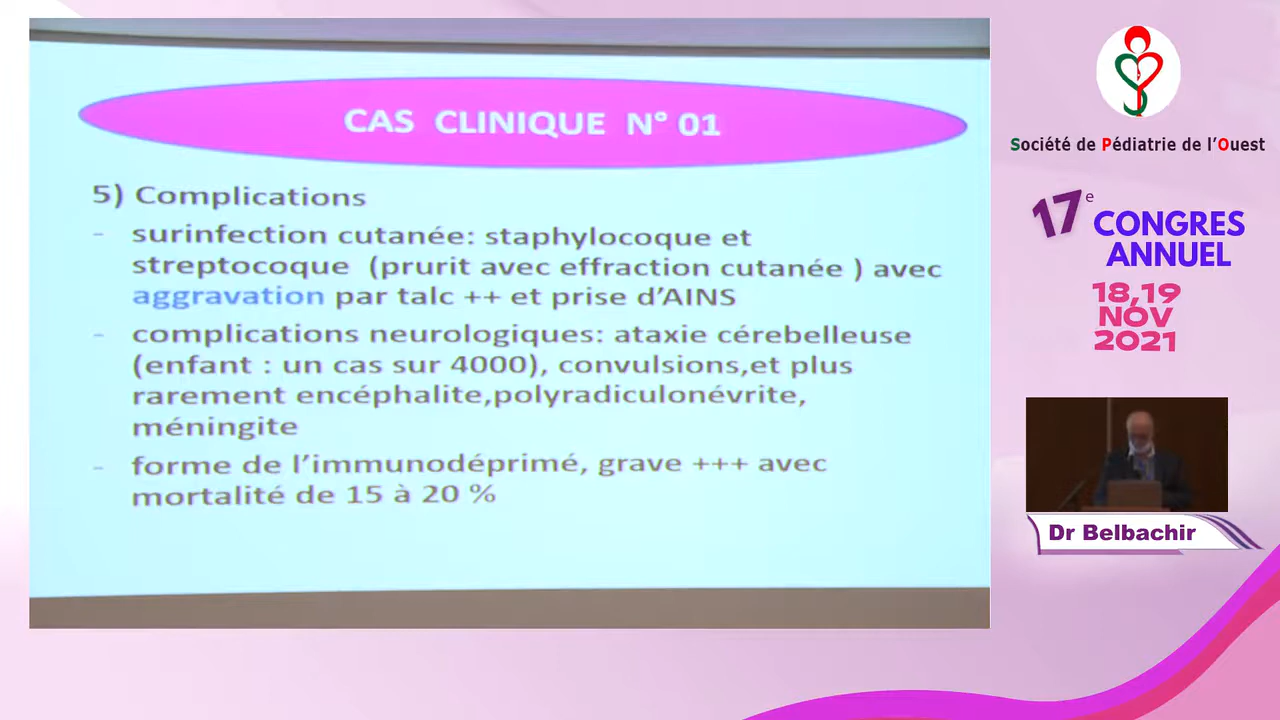 CAS CLINIQUE N° 01
5) Complications
- surinfection cutanée: staphylocoque et
streptocoque (prurit avec effraction cutanée ) avec
aggravation par talc ++ et prise d’AINS
- complications neurologiques: ataxie cérebelleuse
(enfant : un cas sur 4000), convulsions,et plus
rarement encéphalite,polyradiculonévrite,
méningite
- forme de l’immunodéprimé, grave +++ avec
mortalité de 15 à 20 %
Société de Pédiatrie de l’Ouest
17e CONGRES
ANNUEL
18,19
NOV
2021
Dr Belbachir